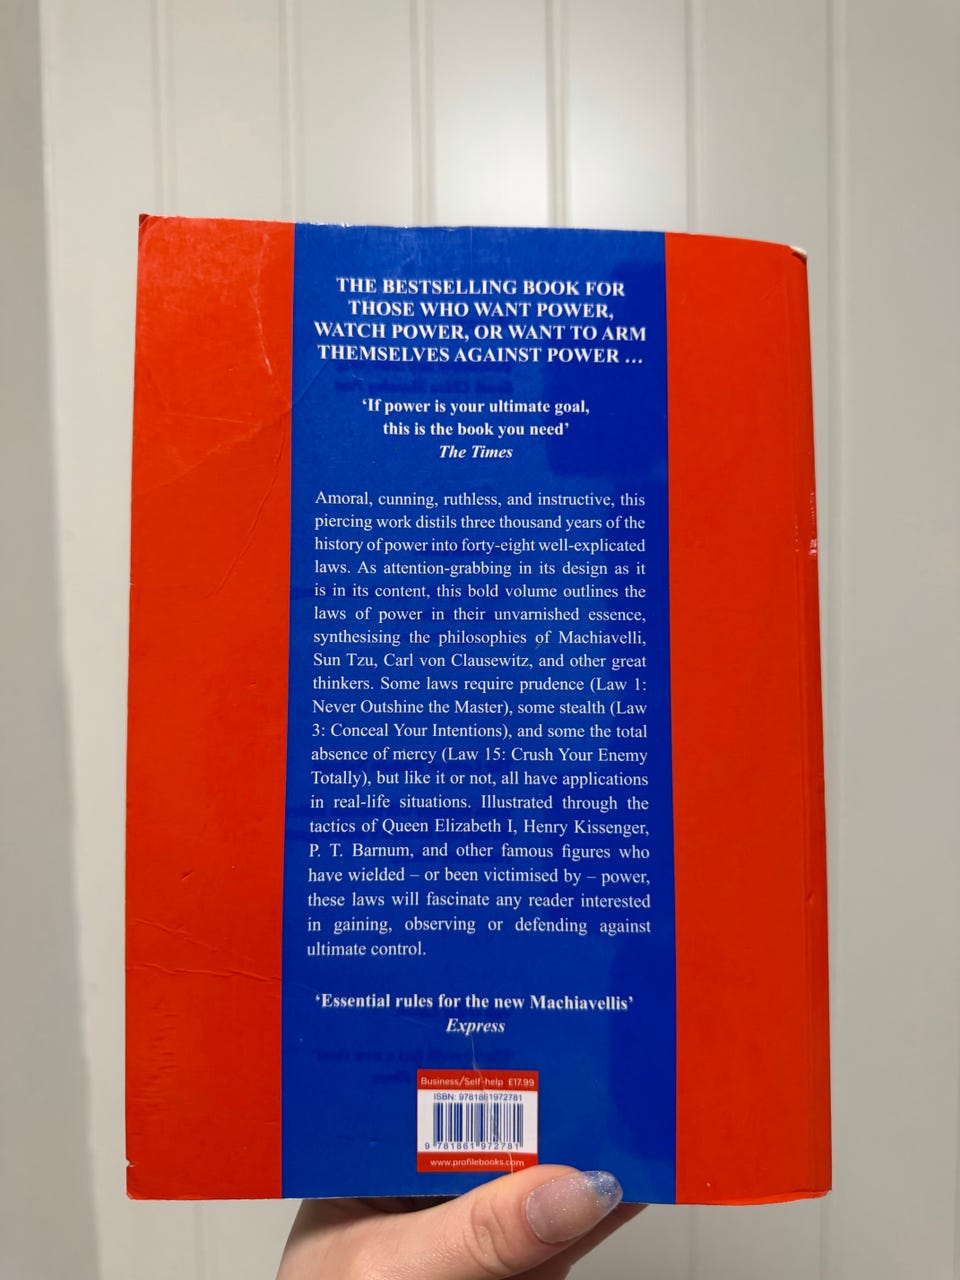 THE BESTSELLING BOOK FOR
THOSE WHO WANT POWER,
WATCH POWER, OR WANT TO ARM
THEMSELVES AGAINST POWER ...
‘If power is your ultimate goal,
this is the book you need’
The Times
Amoral, cunning, ruthless, and instructive, this
piercing work distils three thousand years of the
history of power into forty-eight well-explicated
laws. As attention-grabbing in its design as it
is in its content, this bold volume outlines the
laws of power in their unvarnished essence,
synthesising the philosophies of Machiavelli,
Sun Tzu, Carl von Clausewitz, and other great
thinkers. Some laws require prudence (Law 1:
Never Outshine the Master), some stealth (Law
3: Conceal Your Intentions), and some the total
absence of mercy (Law 15: Crush Your Enemy
Totally), but like it or not, all have applications
in real-life situations. Illustrated through the
tactics of Queen Elizabeth I, Henry Kissenger,
P. T. Barnum, and other famous figures who
have wielded – or been victimised by – power,
these laws will fascinate any reader interested
in gaining, observing or defending against
ultimate control.
‘Essential rules for the new Machiavellis’
Express
Business/Self-help £17.99
ISBN: 9781861972781
9 781861 972781
www.profilebooks.com